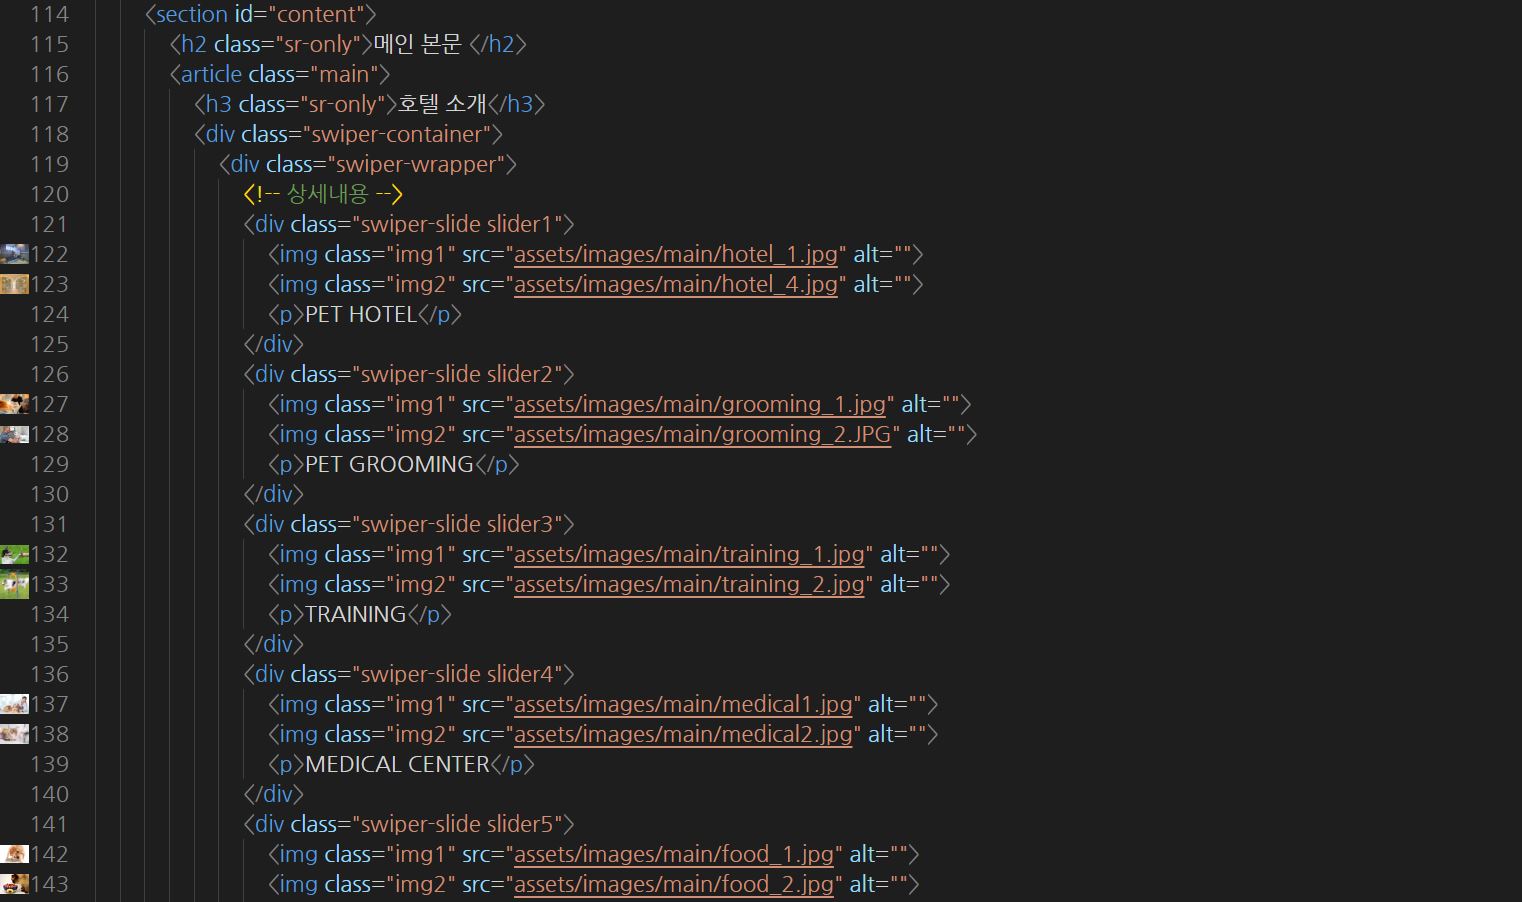 114 <section id="content">
115 <h2 class="sr-only">메인 본문 </h2>
116 <article class="main">
117 <h3 class="sr-only">호텔 소개</h3>
118 <div class="swiper-container">
119 <div class="swiper-wrapper">
120 <!-- 상세내용 -->
121 <div class="swiper-slide slider1">
122 <img class="img1" src="assets/images/main/hotel_1.jpg" alt="">
123 <img class="img2" src="assets/images/main/hotel_4.jpg" alt="">
124 <p>PET HOTEL</p>
125 </div>
126 <div class="swiper-slide slider2">
127 <img class="img1" src="assets/images/main/grooming_1.jpg" alt="">
128 <img class="img2" src="assets/images/main/grooming_2.JPG" alt="">
129 <p>PET GROOMING</p>
130 </div>
131 <div class="swiper-slide slider3">
132 <img class="img1" src="assets/images/main/training_1.jpg" alt="">
133 <img class="img2" src="assets/images/main/training_2.jpg" alt="">
134 <p>TRAINING</p>
135 </div>
136 <div class="swiper-slide slider4">
137 <img class="img1" src="assets/images/main/medical1.jpg" alt="">
138 <img class="img2" src="assets/images/main/medical2.jpg" alt="">
139 <p>MEDICAL CENTER</p>
140 </div>
141 <div class="swiper-slide slider5">
142 <img class="img1" src="assets/images/main/food_1.jpg" alt="">
143 <img class="img2" src="assets/images/main/food_2.jpg" alt="">